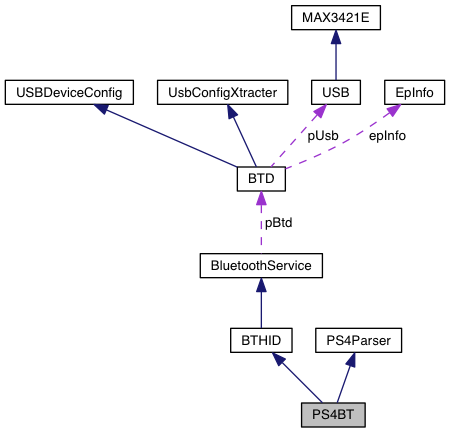 MAX3421E
USBDeviceConfig
UsbConfigXtracter
USB
EpInfo
pUsb
epInfo
BTD
pBtd
BluetoothService
BTHID
PS4Parser
PS4BT